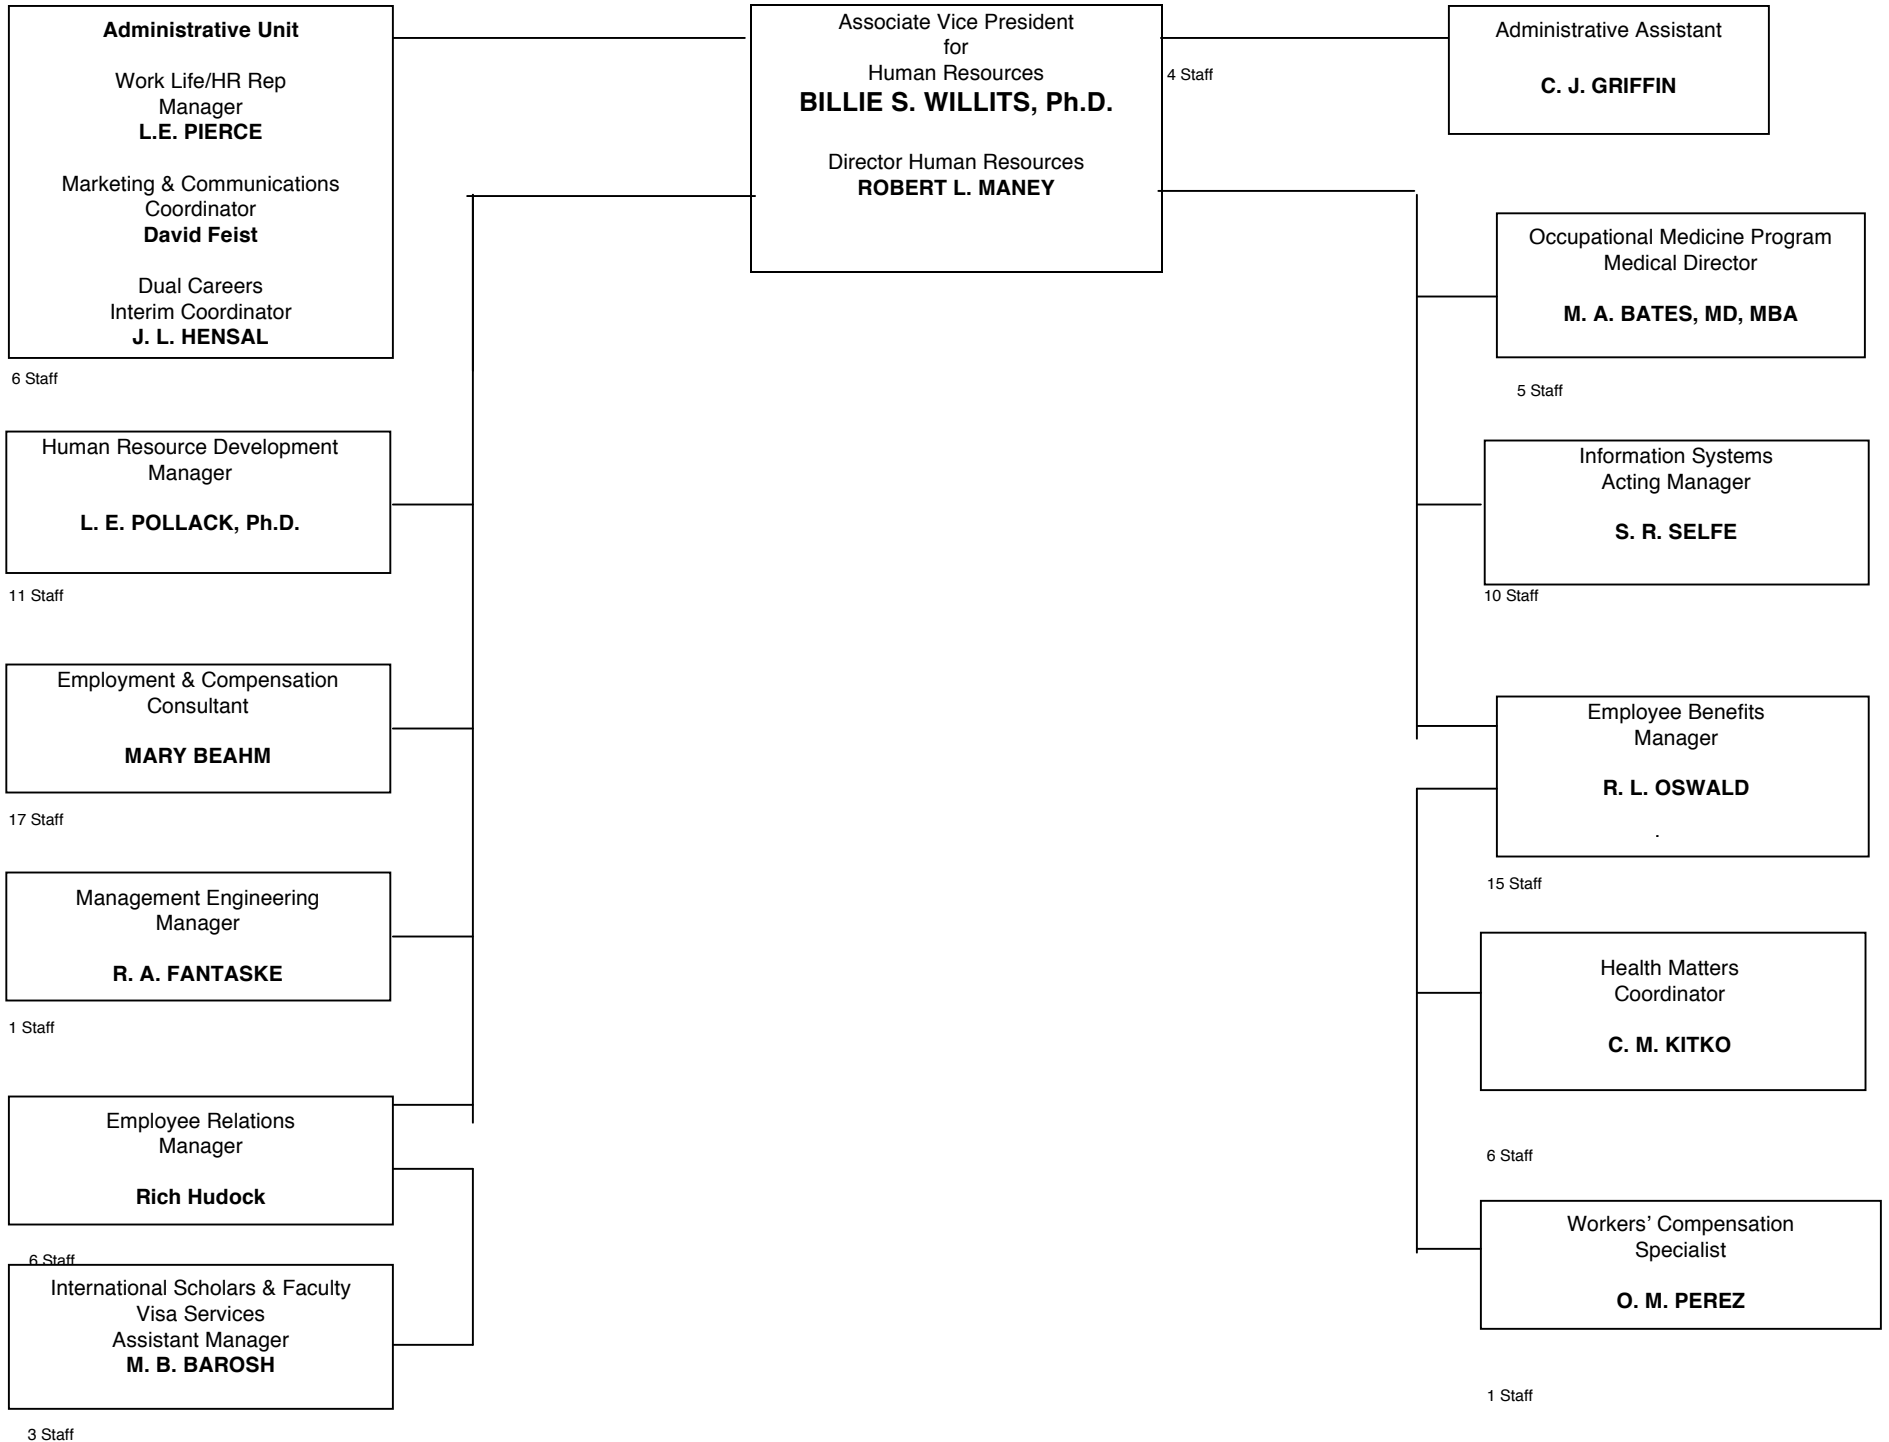 Administrative Unit
Work Life/HR Rep
Manager
L.E. PIERCE
Marketing & Communications
Coordinator
David Feist
Dual Careers
Interim Coordinator
J. L. HENSAL
6 Staff
Associate Vice President
for
Human Resources
BILLIE S. WILLITS, Ph.D.
Director Human Resources
ROBERT L. MANEY
4 Staff
Administrative Assistant
C. J. GRIFFIN
Human Resource Development
Manager
L. E. POLLACK, Ph.D.
11 Staff
Employment & Compensation
Consultant
MARY BEAHM
17 Staff
Management Engineering
Manager
R. A. FANTASKE
1 Staff
Employee Relations
Manager
Rich Hudock
6 Staff
International Scholars & Faculty
Visa Services
Assistant Manager
M. B. BAROSH
3 Staff
Occupational Medicine Program
Medical Director
M. A. BATES, MD, MBA
5 Staff
Information Systems
Acting Manager
S. R. SELFE
10 Staff
Employee Benefits
Manager
R. L. OSWALD
.
15 Staff
Health Matters
Coordinator
C. M. KITKO
6 Staff
Workers’ Compensation
Specialist
O. M. PEREZ
1 Staff